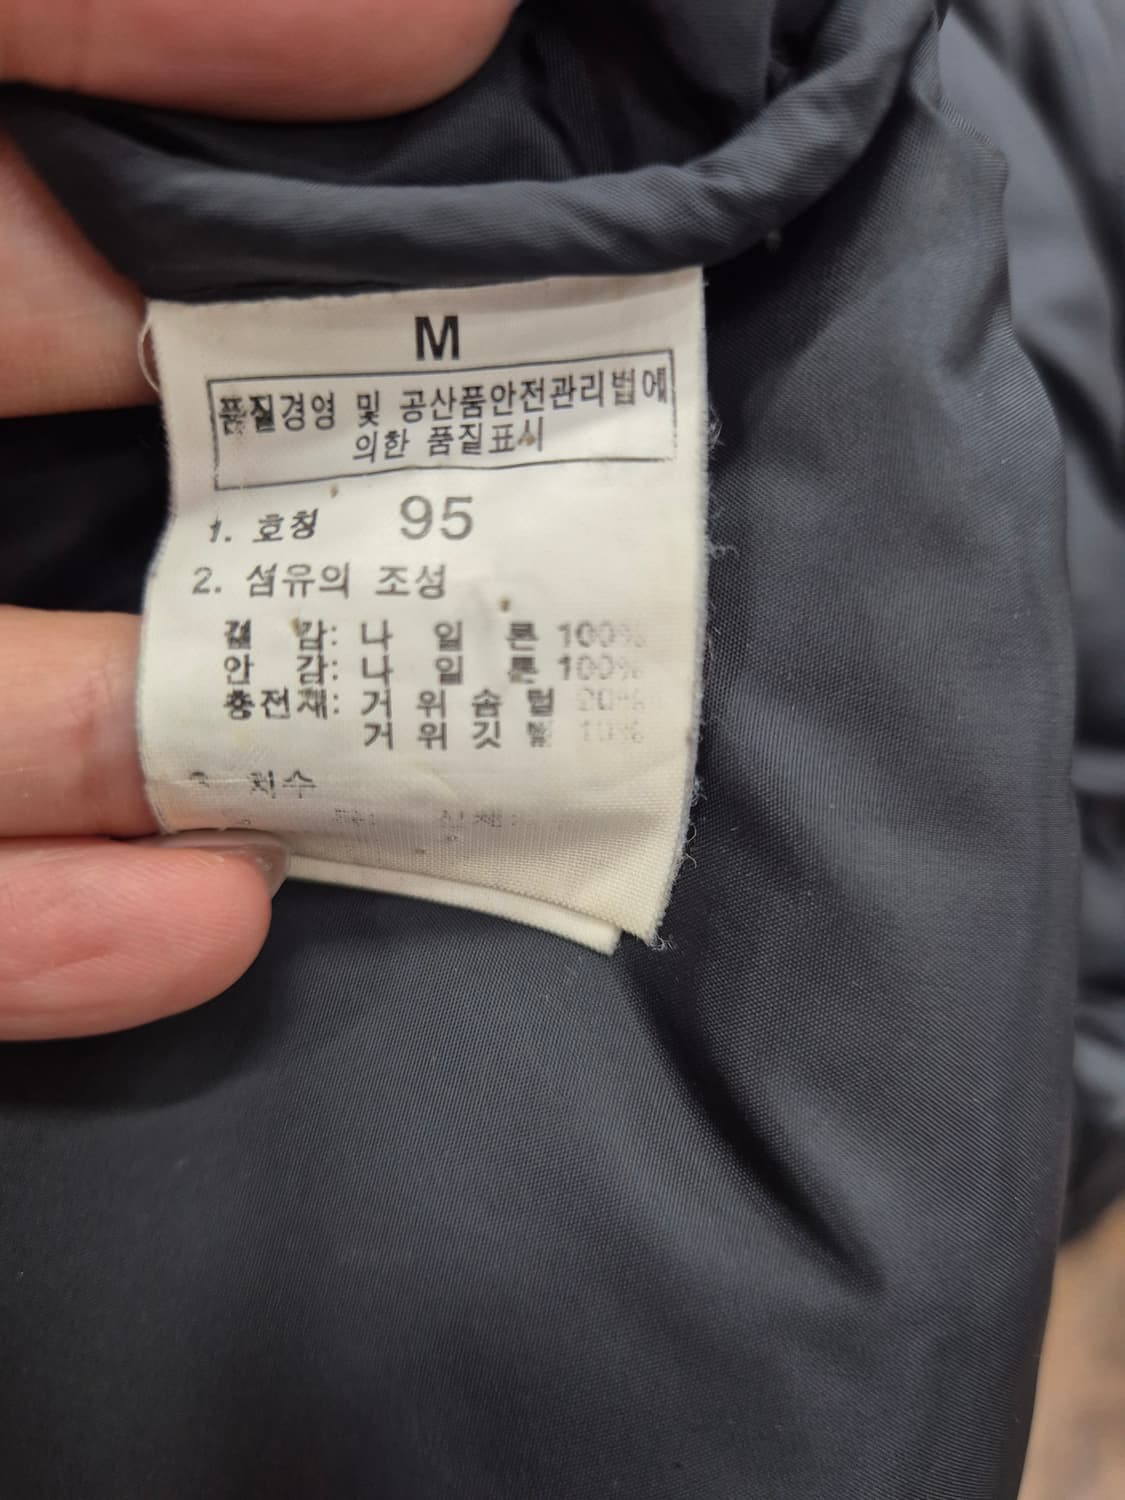 M
품질경영 및 공산품안전관리법에
의한 품질표시
1. 호칭 95
2. 섬유의 조성
겉 감: 나 일 론 100%
안 감: 나 일 론 100%
충전재: 거 위 솜 털
거 위 깃 털 10%
치수